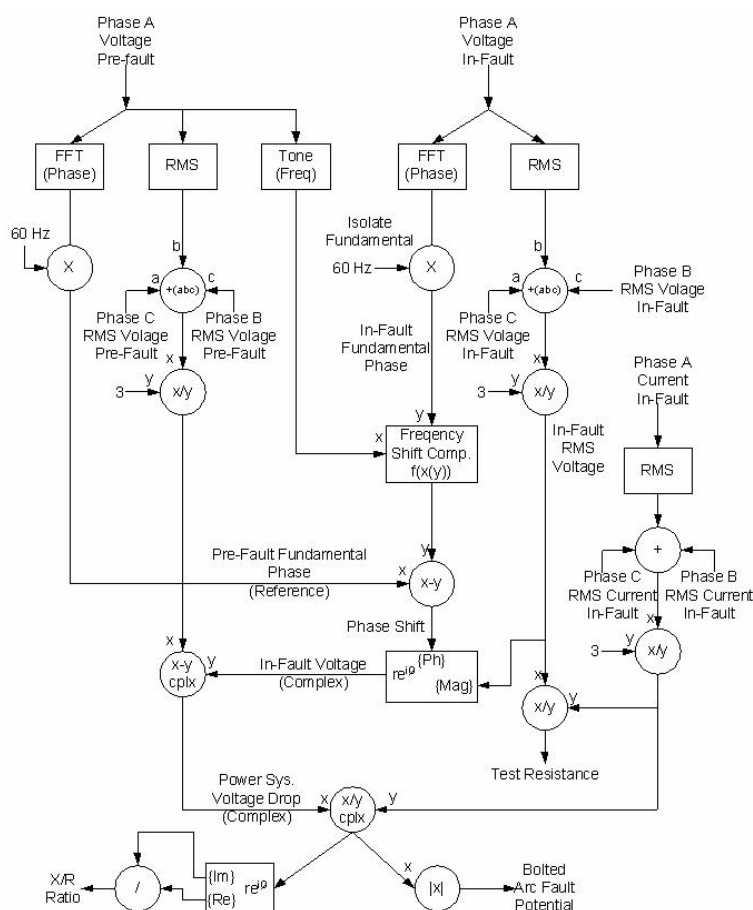 Phase A
Voltage
Pre-fault
Phase A
Voltage
In-Fault
FFT
(Phase)
RMS
Tone
(Freq)
FFT
(Phase)
RMS
60 Hz
X
b
a
c
+(abc)
Phase C
RMS Volage
Pre-Fault
Phase B
RMS Volage
Pre-Fault
x
y
3
x/y
Isolate
Fundamental
60 Hz
X
b
a
c
+(abc)
Phase C
RMS Volage
In-Fault
Phase B
RMS Volage
In-Fault
In-Fault
Fundamental
Phase
x
y
3
x/y
Phase A
Current
In-Fault
In-Fault
RMS
Voltage
RMS
y
x
Freqency
Shift Comp.
f(x(y))
+
Phase C
RMS Current
In-Fault
Phase B
RMS Current
In-Fault
Pre-Fault Fundamental
Phase
(Reference)
y
x
x-y
Phase Shift
x
y
3
x/y
x
y
x-y
cplx
In-Fault Voltage
(Complex)
{Ph}
re^iφ
{Mag}
x
y
x/y
Test Resistance
Power Sys.
Voltage Drop
(Complex)
x
y
x/y
cplx
X/R
Ratio
/
{Im}
{Re}
re^iφ
x
|x|
Bolted
Arc Fault
Potential